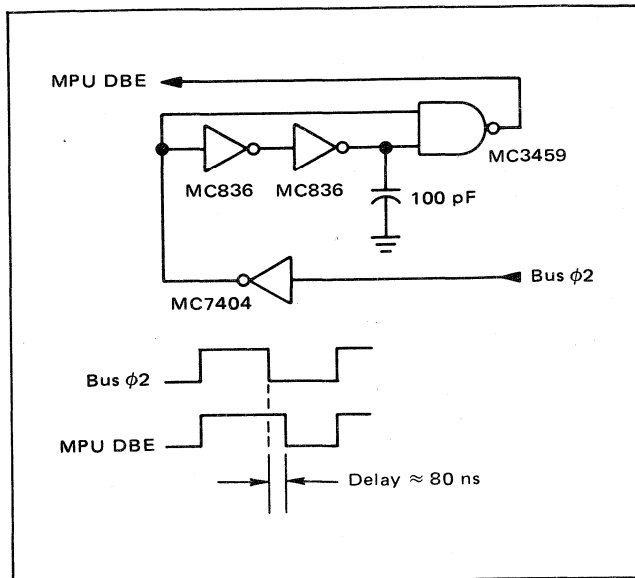 MPU DBE
MC3459
MC836 MC836
100 pF
MC7404
Bus ϕ2
Bus ϕ2
MPU DBE
Delay ≈ 80 ns